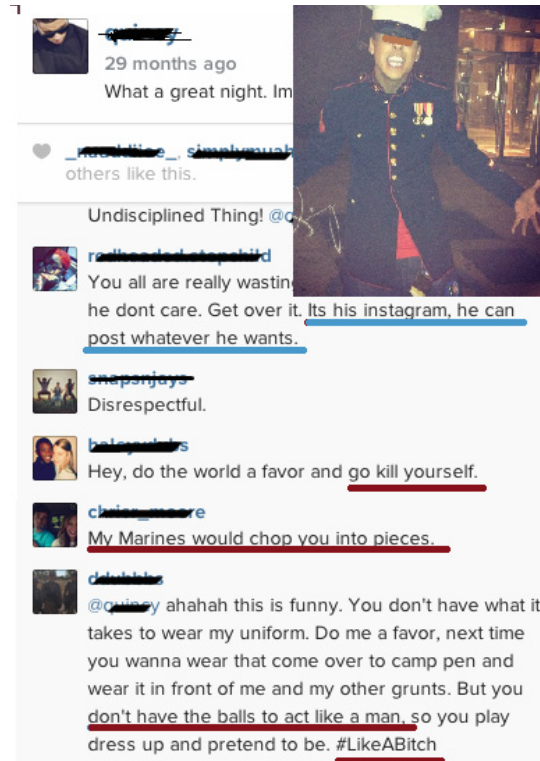 29 months ago
What a great night. Im
others like this.
Undisciplined Thing! @q
You all are really wasting
he dont care. Get over it. Its his instagram, he can
post whatever he wants.
Disrespectful.
Hey, do the world a favor and go kill yourself.
My Marines would chop you into pieces.
ahahah this is funny. You don't have what it
takes to wear my uniform. Do me a favor, next time
you wanna wear that come over to camp pen and
wear it in front of me and my other grunts. But you
don't have the balls to act like a man, so you play
dress up and pretend to be. #LikeABitch